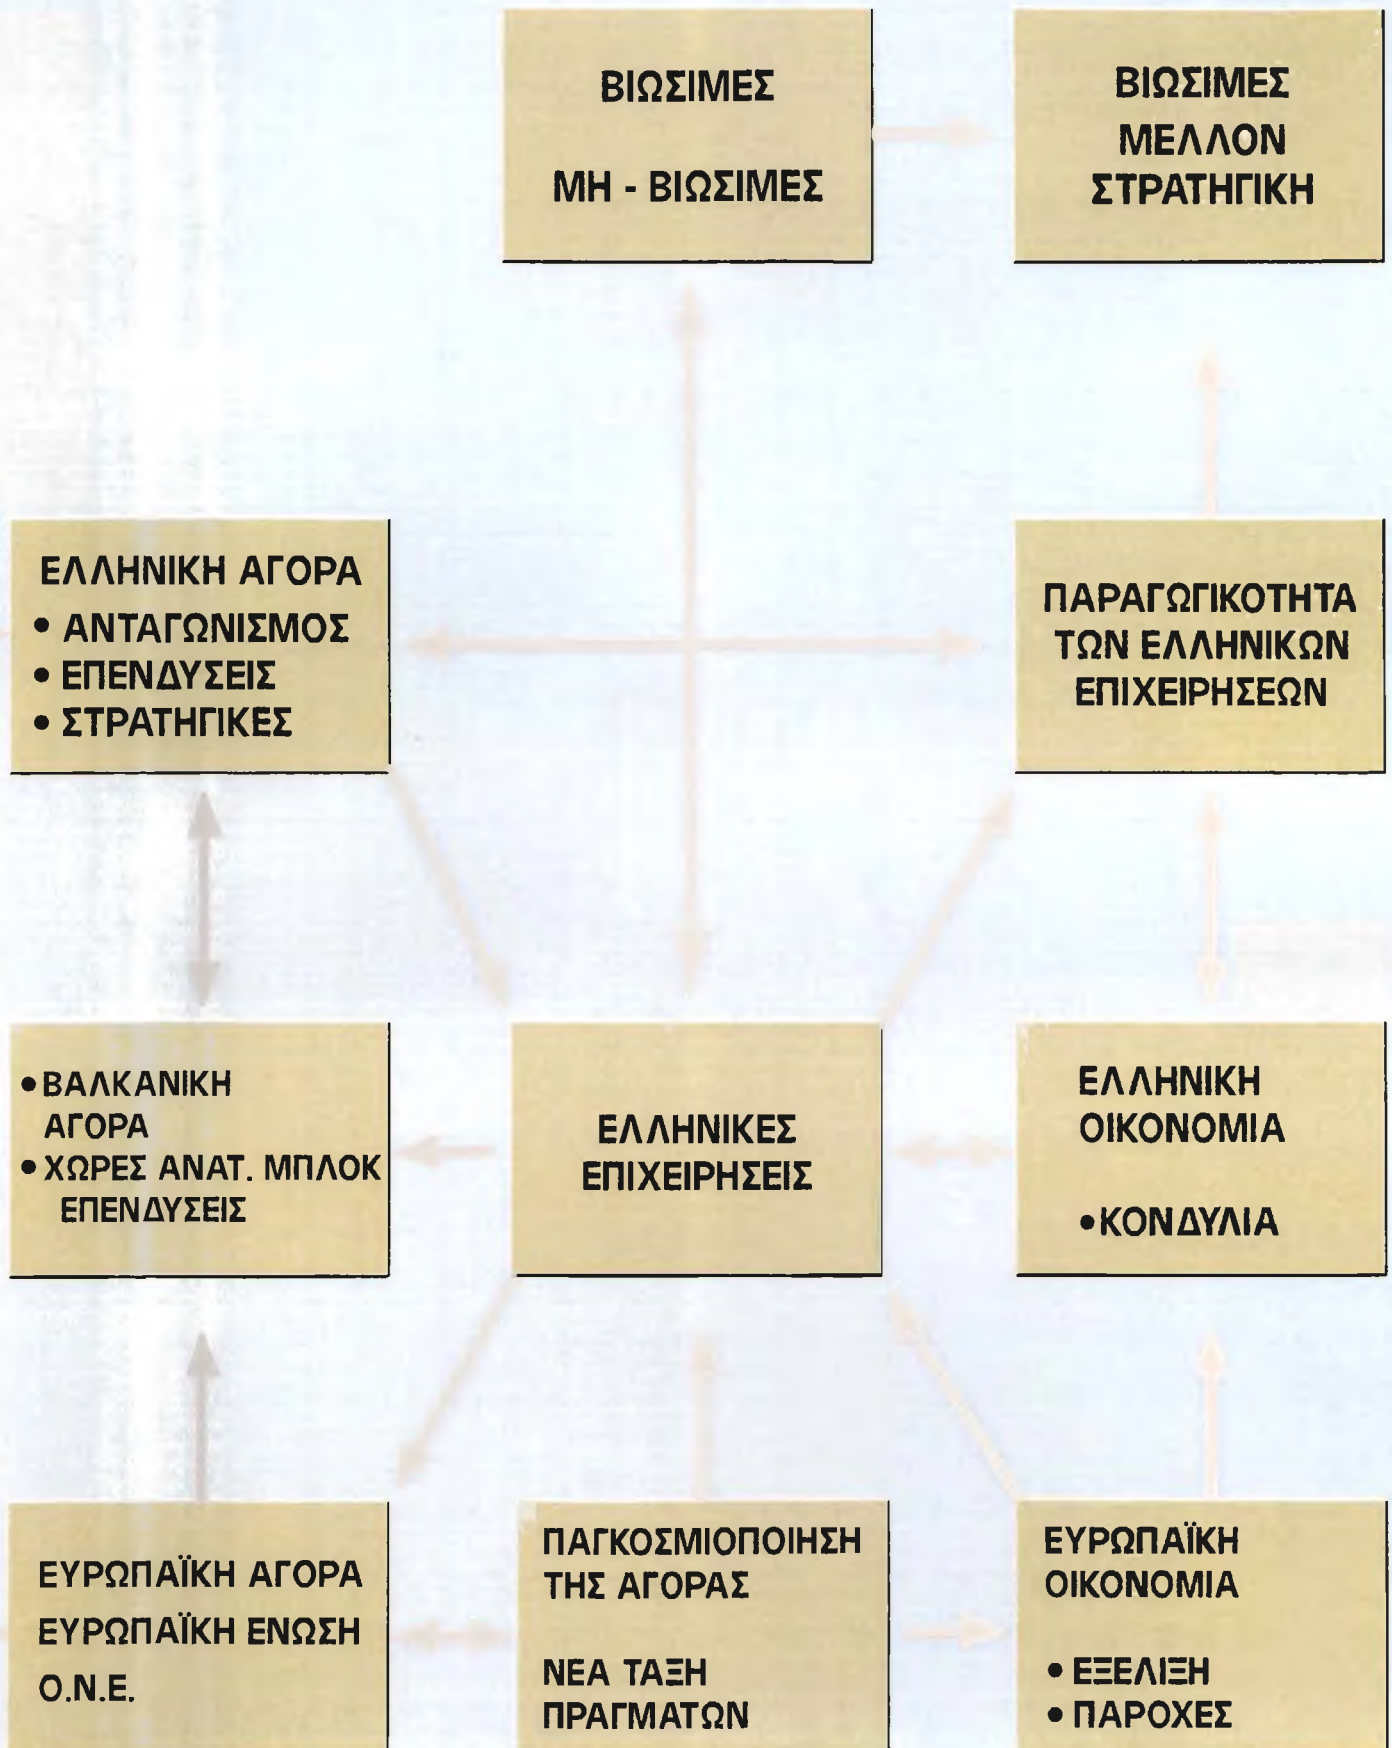 ΒΙΩΣΙΜΕΣ
ΜΗ - ΒΙΩΣΙΜΕΣ
ΒΙΩΣΙΜΕΣ
ΜΕΛΛΟΝ
ΣΤΡΑΤΗΓΙΚΗ
ΕΛΛΗΝΙΚΗ ΑΓΟΡΑ
• ΑΝΤΑΓΩΝΙΣΜΟΣ
• ΕΠΕΝΔΥΣΕΙΣ
• ΣΤΡΑΤΗΓΙΚΕΣ
ΠΑΡΑΓΩΓΙΚΟΤΗΤΑ
ΤΩΝ ΕΛΛΗΝΙΚΩΝ
ΕΠΙΧΕΙΡΗΣΕΩΝ
• ΒΑΛΚΑΝΙΚΗ
ΑΓΟΡΑ
• ΧΩΡΕΣ ΑΝΑΤ. ΜΠΛΟΚ
ΕΠΕΝΔΥΣΕΙΣ
ΕΛΛΗΝΙΚΕΣ
ΕΠΙΧΕΙΡΗΣΕΙΣ
ΕΛΛΗΝΙΚΗ
ΟΙΚΟΝΟΜΙΑ
• ΚΟΝΔΥΛΙΑ
ΕΥΡΩΠΑΪΚΗ ΑΓΟΡΑ
ΕΥΡΩΠΑΪΚΗ ΕΝΩΣΗ
Ο.Ν.Ε.
ΠΑΓΚΟΣΜΙΟΠΟΙΗΣΗ
ΤΗΣ ΑΓΟΡΑΣ
ΝΕΑ ΤΑΞΗ
ΠΡΑΓΜΑΤΩΝ
ΕΥΡΩΠΑΪΚΗ
ΟΙΚΟΝΟΜΙΑ
• ΕΞΕΛΙΞΗ
• ΠΑΡΟΧΕΣ